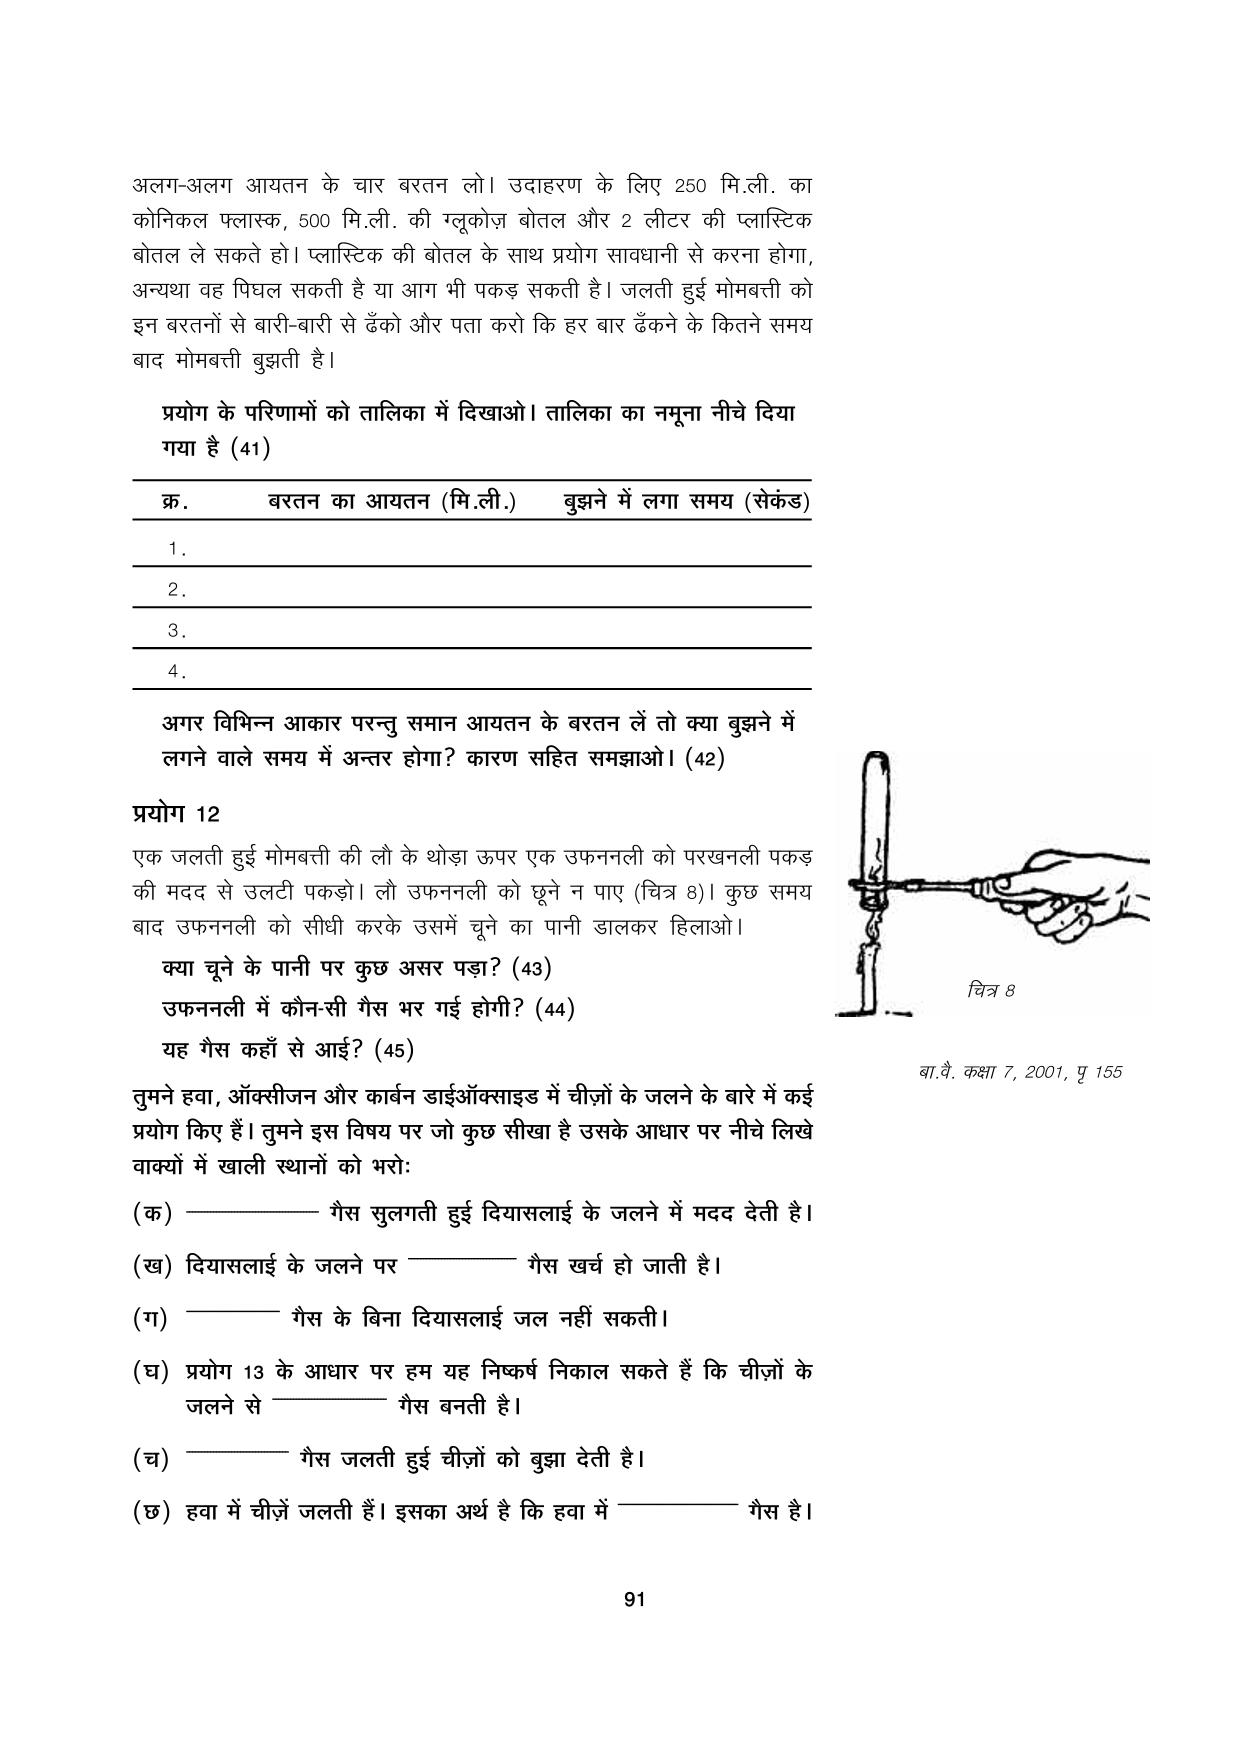 अलग-अलग आयतन के चार बरतन लो। उदाहरण के लिए 250 मि.ली. का
कोनिकल फ्लास्क, 500 मि.ली. की ग्लूकोज़ बोतल और 2 लीटर की प्लास्टिक
बोतल ले सकते हो। प्लास्टिक की बोतल के साथ प्रयोग सावधानी से करना होगा,
अन्यथा वह पिघल सकती है या आग भी पकड़ सकती है। जलती हुई मोमबत्ती को
इन बरतनों से बारी-बारी से ढँको और पता करो कि हर बार ढँकने के कितने समय
बाद मोमबत्ती बुझती है।
प्रयोग के परिणामों को तालिका में दिखाओ। तालिका का नमूना नीचे दिया
गया है (41)
क्र. बरतन का आयतन (मि.ली.) बुझने में लगा समय (सेकंड)
1.
2.
3.
4.
अगर विभिन्न आकार परन्तु समान आयतन के बरतन लें तो क्या बुझने में
लगने वाले समय में अन्तर होगा? कारण सहित समझाओ। (42)
प्रयोग 12
एक जलती हुई मोमबत्ती की लौ के थोड़ा ऊपर एक उफननली को परखनली पकड़
की मदद से उलटी पकड़ो। लौ उफननली को छूने न पाए (चित्र 8)। कुछ समय
बाद उफननली को सीधी करके उसमें चूने का पानी डालकर हिलाओ।
क्या चूने के पानी पर कुछ असर पड़ा? (43)
उफननली में कौन-सी गैस भर गई होगी? (44)
यह गैस कहाँ से आई? (45)
चित्र 8
बा.वै. कक्षा 7, 2001, पृ 155
तुमने हवा, ऑक्सीजन और कार्बन डाईऑक्साइड में चीज़ों के जलने के बारे में कई
प्रयोग किए हैं। तुमने इस विषय पर जो कुछ सीखा है उसके आधार पर नीचे लिखे
वाक्यों में खाली स्थानों को भरो:
(क) ——— गैस सुलगती हुई दियासलाई के जलने में मदद देती है।
(ख) दियासलाई के जलने पर ——— गैस खर्च हो जाती है।
(ग) ——— गैस के बिना दियासलाई जल नहीं सकती।
(घ) प्रयोग 13 के आधार पर हम यह निष्कर्ष निकाल सकते हैं कि चीज़ों के
जलने से ——— गैस बनती है।
(च) ——— गैस जलती हुई चीज़ों को बुझा देती है।
(छ) हवा में चीज़ें जलती हैं। इसका अर्थ है कि हवा में ——— गैस है।
91